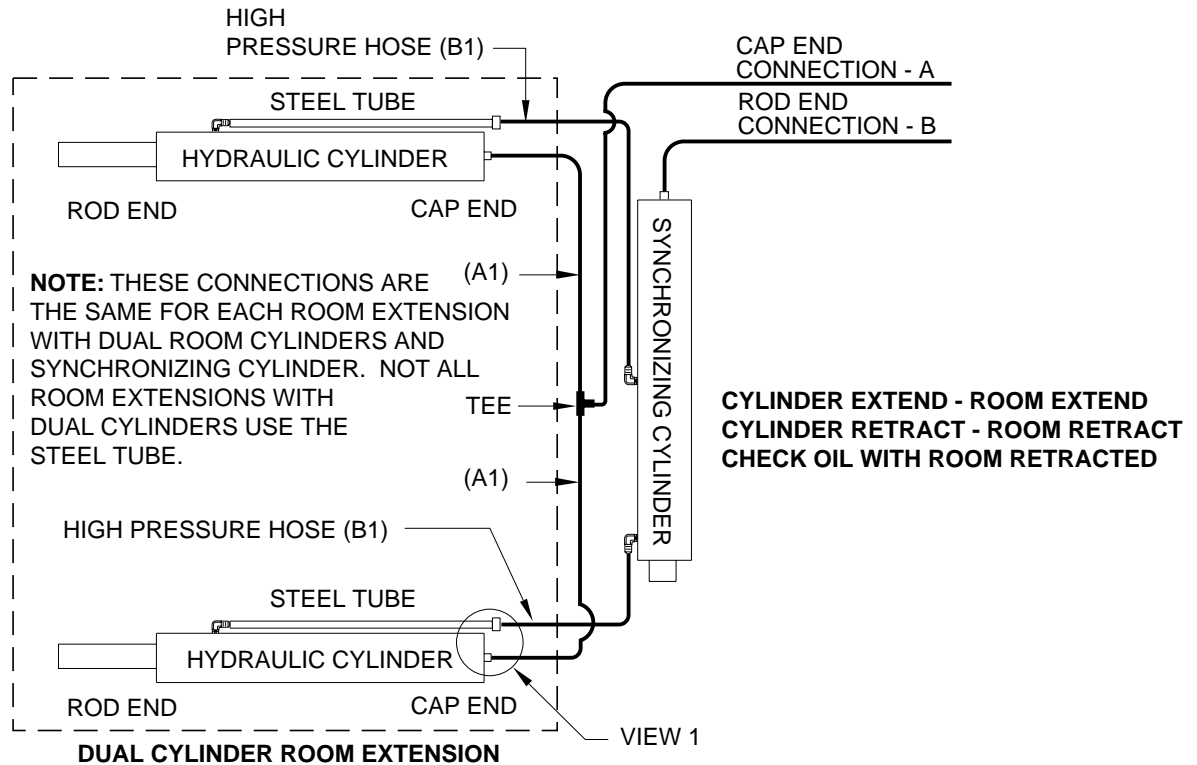 HIGH
PRESSURE HOSE (B1)
CAP END
CONNECTION - A
ROD END
CONNECTION - B
STEEL TUBE
HYDRAULIC CYLINDER
ROD END
CAP END
SYNCHRONIZING CYLINDER
NOTE: THESE CONNECTIONS ARE
THE SAME FOR EACH ROOM EXTENSION
WITH DUAL ROOM CYLINDERS AND
SYNCHRONIZING CYLINDER. NOT ALL
ROOM EXTENSIONS WITH
DUAL CYLINDERS USE THE
STEEL TUBE.
(A1)
TEE
(A1)
CYLINDER EXTEND - ROOM EXTEND
CYLINDER RETRACT - ROOM RETRACT
CHECK OIL WITH ROOM RETRACTED
HIGH PRESSURE HOSE (B1)
STEEL TUBE
HYDRAULIC CYLINDER
ROD END
CAP END
VIEW 1
DUAL CYLINDER ROOM EXTENSION